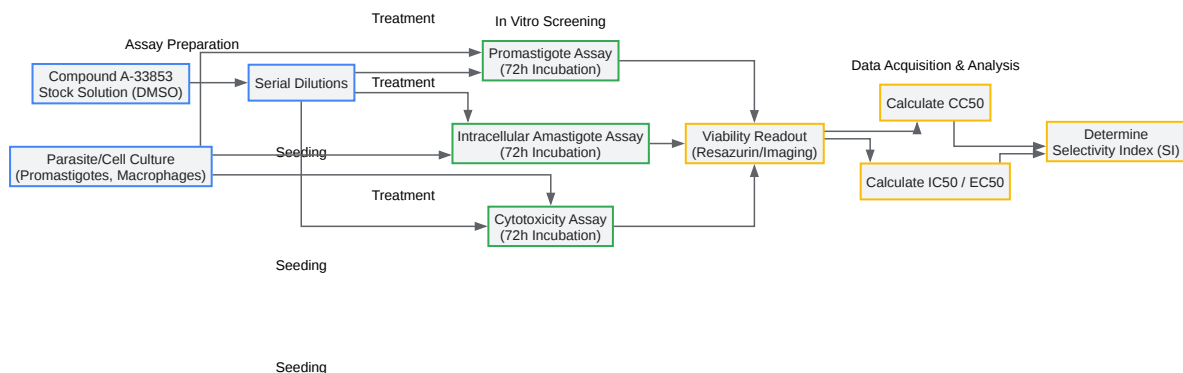 Treatment
In Vitro Screening
Assay Preparation
Promastigote Assay
(72h Incubation)
Data Acquisition & Analysis
Compound A-33853
Stock Solution (DMSO)
Serial Dilutions
Treatment
Calculate CC50
Intracellular Amastigote Assay
(72h Incubation)
Viability Readout
(Resazurin/Imaging)
Determine
Selectivity Index (SI)
Parasite/Cell Culture
(Promastigotes, Macrophages)
Seeding
Calculate IC50 / EC50
Treatment
Cytotoxicity Assay
(72h Incubation)
Seeding
Seeding